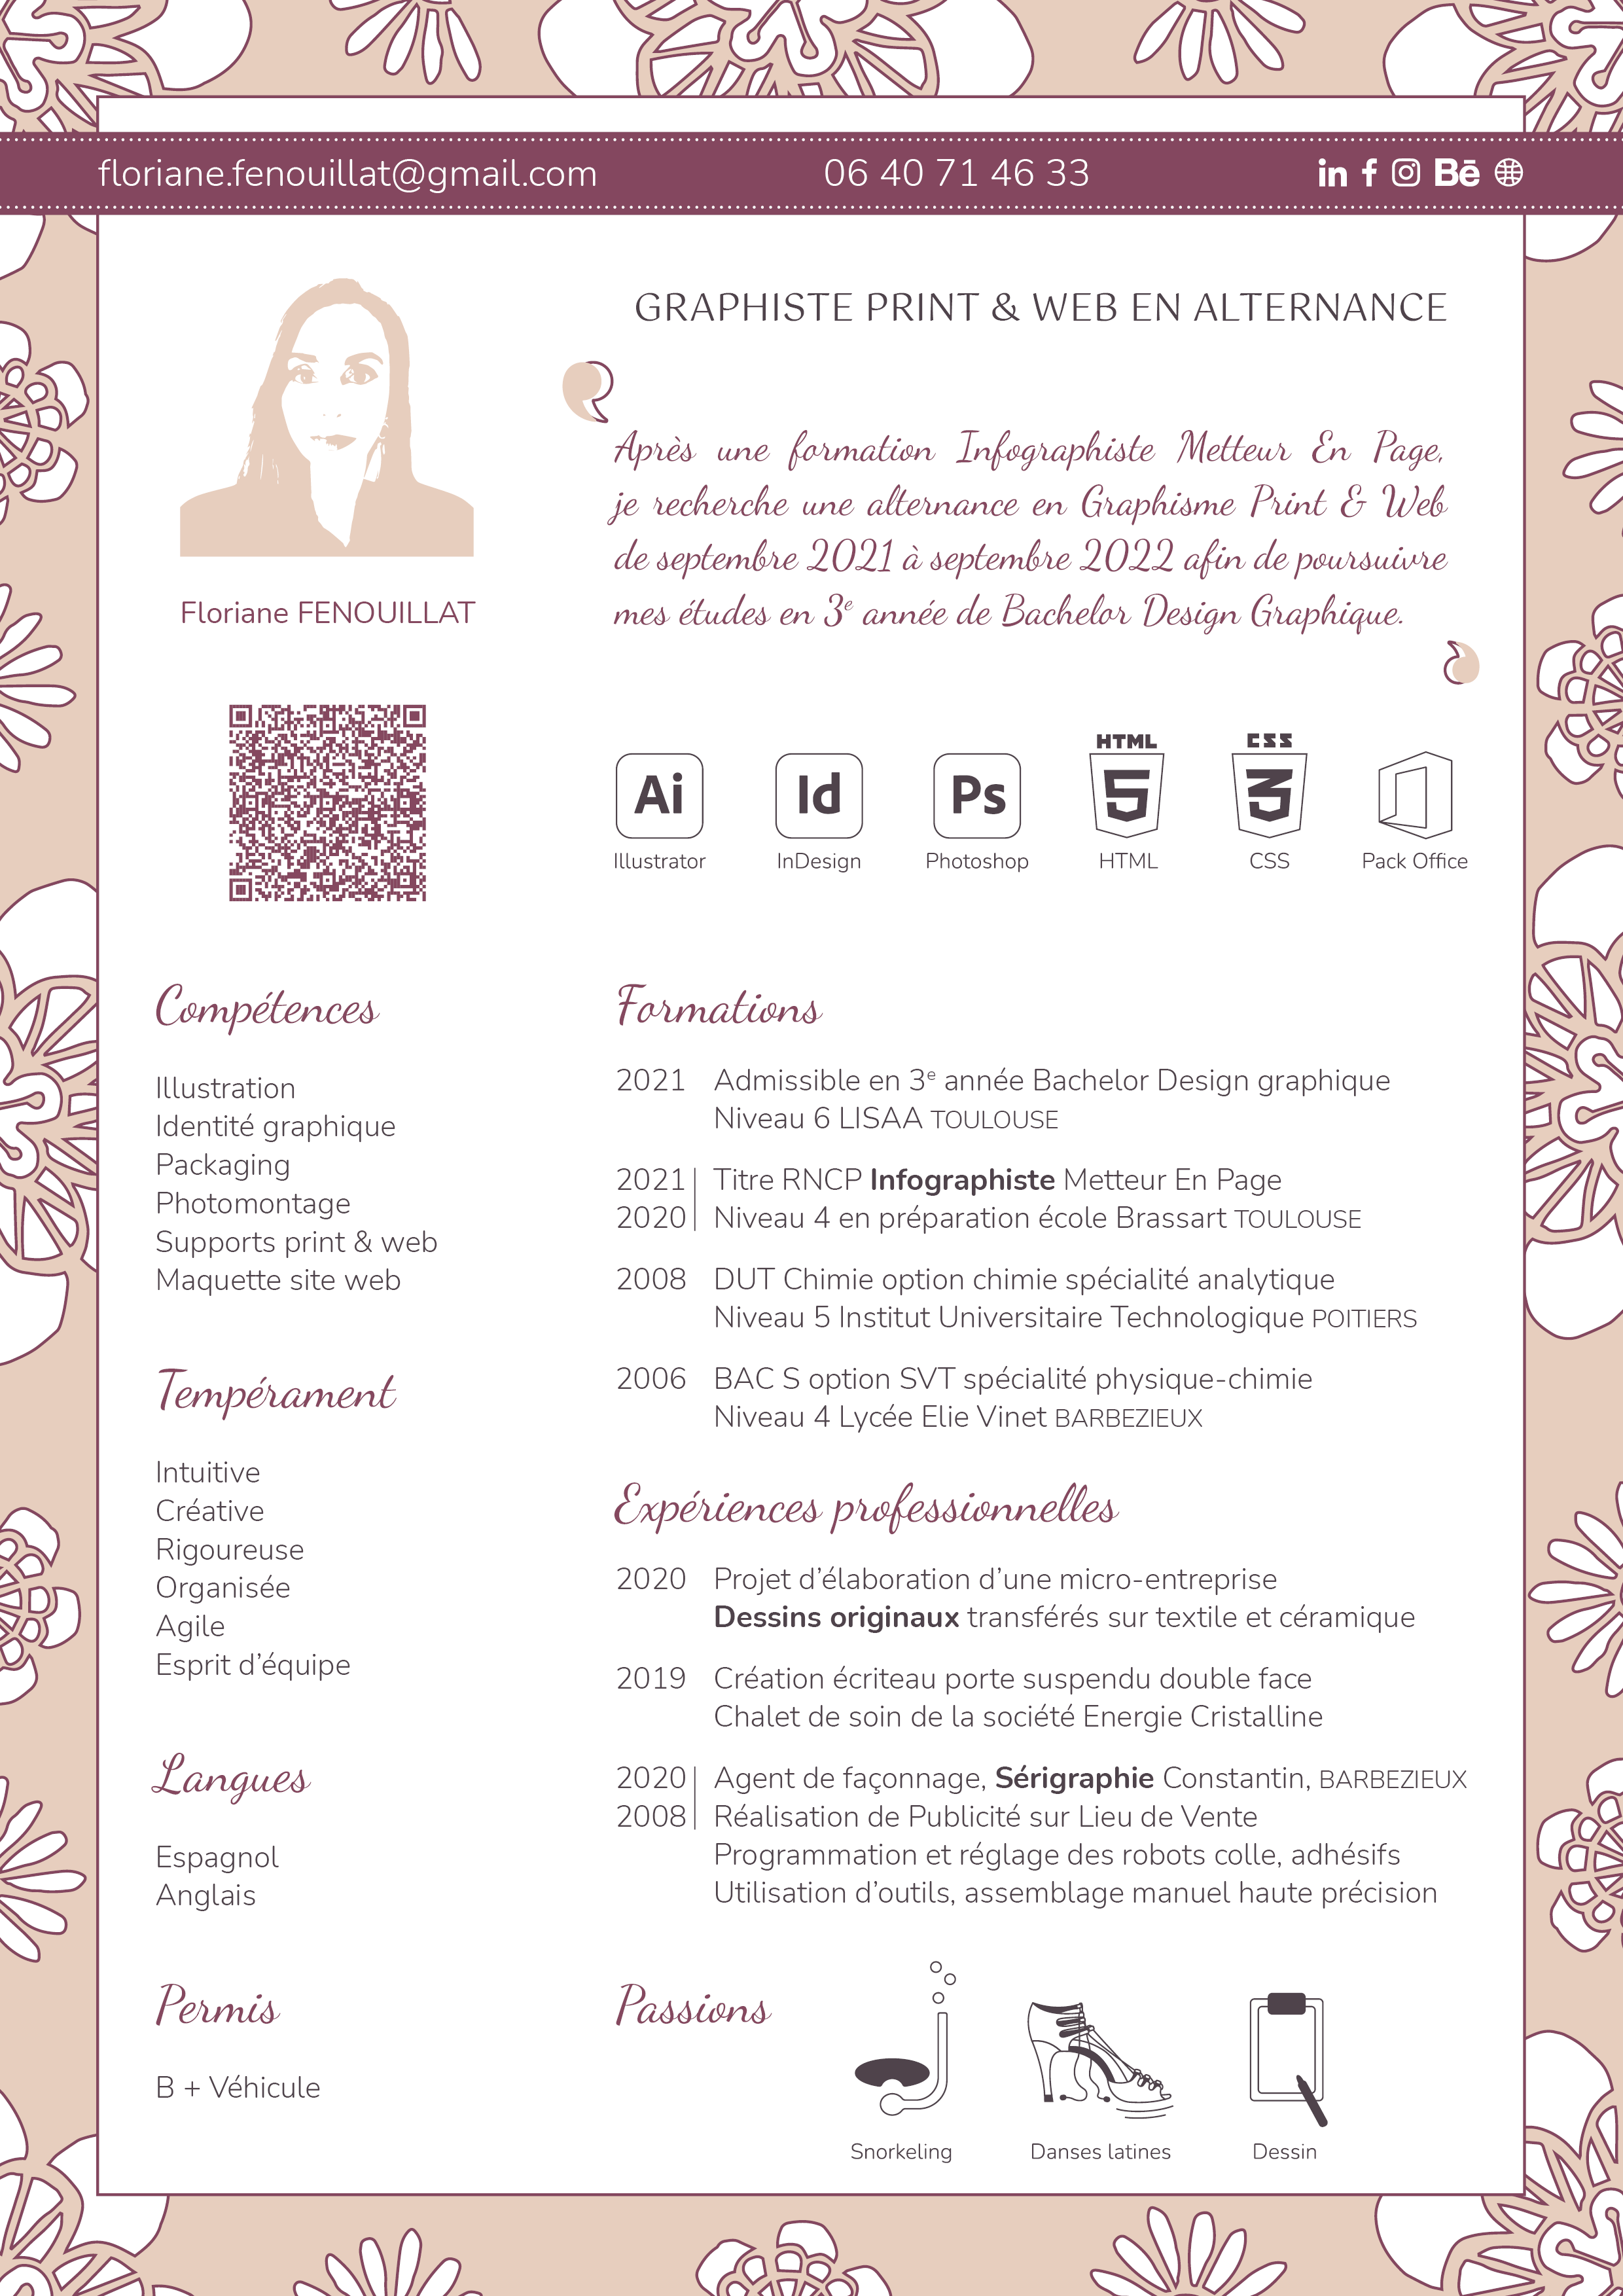 floriane.fenouillat@gmail.com
06 40 71 46 33
in f Bē
GRAPHISTE PRINT & WEB EN ALTERNANCE
Après une formation Infographiste Metteur En Page,
je recherche une alternance en Graphisme Print & Web
de septembre 2021 à septembre 2022 afin de poursuivre
mes études en 3e année de Bachelor Design Graphique.
Floriane FENOUILLAT
Ai Id Ps HTML 5 CSS 3
Illustrator InDesign Photoshop HTML CSS Pack Office
Compétences
Illustration
Identité graphique
Packaging
Photomontage
Supports print & web
Maquette site web
Tempérament
Intuitive
Créative
Rigoureuse
Organisée
Agile
Esprit d’équipe
Langues
Espagnol
Anglais
Permis
B + Véhicule
Formations
2021 Admissible en 3e année Bachelor Design graphique
Niveau 6 LISAA TOULOUSE
2021 Titre RNCP Infographiste Metteur En Page
2020 Niveau 4 en préparation école Brassart TOULOUSE
2008 DUT Chimie option chimie spécialité analytique
Niveau 5 Institut Universitaire Technologique POITIERS
2006 BAC S option SVT spécialité physique-chimie
Niveau 4 Lycée Elie Vinet BARBEZIEUX
Expériences professionnelles
2020 Projet d’élaboration d’une micro-entreprise
Dessins originaux transférés sur textile et céramique
2019 Création écriteau porte suspendu double face
Chalet de soin de la société Energie Cristalline
2020 Agent de façonnage, Sérigraphie Constantin, BARBEZIEUX
2008 Réalisation de Publicité sur Lieu de Vente
Programmation et réglage des robots colle, adhésifs
Utilisation d’outils, assemblage manuel haute précision
Passions
Snorkeling Danses latines Dessin